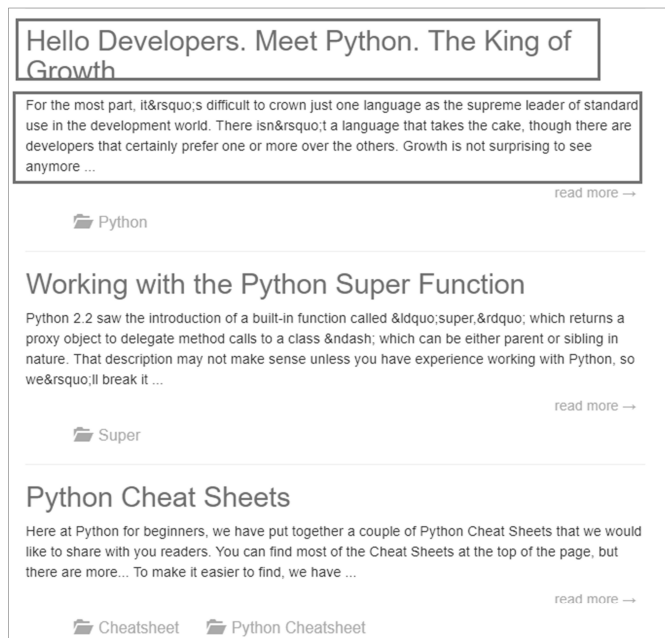 Hello Developers. Meet Python. The King of
Growth
For the most part, it&rsquo;s difficult to crown just one language as the supreme leader of standard
use in the development world. There isn&rsquo;t a language that takes the cake, though there are
developers that certainly prefer one or more over the others. Growth is not surprising to see
anymore ...
read more →
Python
Working with the Python Super Function
Python 2.2 saw the introduction of a built-in function called &ldquo;super,&rdquo; which returns a
proxy object to delegate method calls to a class &ndash; which can be either parent or sibling in
nature. That description may not make sense unless you have experience working with Python, so
we&rsquo;ll break it ...
read more →
Super
Python Cheat Sheets
Here at Python for beginners, we have put together a couple of Python Cheat Sheets that we would
like to share with you readers. You can find most of the Cheat Sheets at the top of the page, but
there are more... To make it easier to find, we have ...
read more →
Cheatsheet Python Cheatsheet